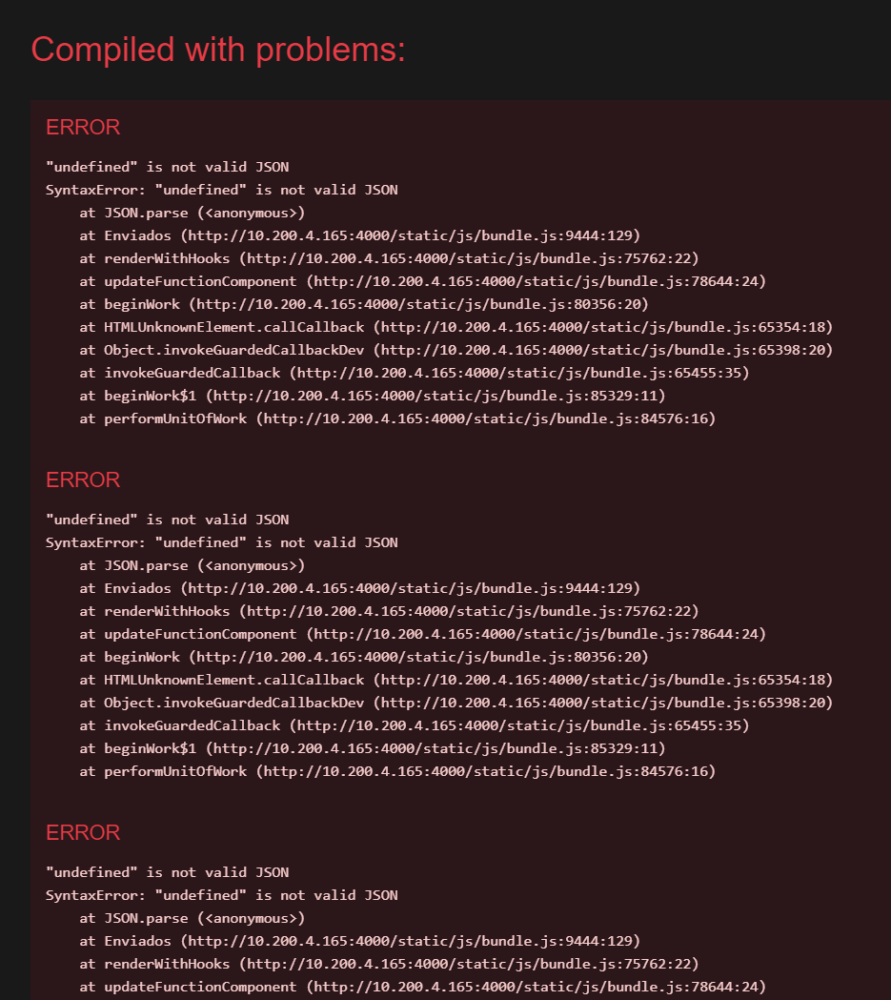 Compiled with problems:
ERROR
"undefined" is not valid JSON
SyntaxError: "undefined" is not valid JSON
at JSON.parse (<anonymous>)
at Enviados (http://10.200.4.165:4000/static/js/bundle.js:9444:129)
at renderWithHooks (http://10.200.4.165:4000/static/js/bundle.js:75762:22)
at updateFunctionComponent (http://10.200.4.165:4000/static/js/bundle.js:78644:24)
at beginWork (http://10.200.4.165:4000/static/js/bundle.js:80356:20)
at HTMLUnknownElement.callCallback (http://10.200.4.165:4000/static/js/bundle.js:65354:18)
at Object.invokeGuardedCallbackDev (http://10.200.4.165:4000/static/js/bundle.js:65398:20)
at invokeGuardedCallback (http://10.200.4.165:4000/static/js/bundle.js:65455:35)
at beginWork$1 (http://10.200.4.165:4000/static/js/bundle.js:85329:11)
at performUnitOfWork (http://10.200.4.165:4000/static/js/bundle.js:84576:16)
ERROR
"undefined" is not valid JSON
SyntaxError: "undefined" is not valid JSON
at JSON.parse (<anonymous>)
at Enviados (http://10.200.4.165:4000/static/js/bundle.js:9444:129)
at renderWithHooks (http://10.200.4.165:4000/static/js/bundle.js:75762:22)
at updateFunctionComponent (http://10.200.4.165:4000/static/js/bundle.js:78644:24)
at beginWork (http://10.200.4.165:4000/static/js/bundle.js:80356:20)
at HTMLUnknownElement.callCallback (http://10.200.4.165:4000/static/js/bundle.js:65354:18)
at Object.invokeGuardedCallbackDev (http://10.200.4.165:4000/static/js/bundle.js:65398:20)
at invokeGuardedCallback (http://10.200.4.165:4000/static/js/bundle.js:65455:35)
at beginWork$1 (http://10.200.4.165:4000/static/js/bundle.js:85329:11)
at performUnitOfWork (http://10.200.4.165:4000/static/js/bundle.js:84576:16)
ERROR
"undefined" is not valid JSON
SyntaxError: "undefined" is not valid JSON
at JSON.parse (<anonymous>)
at Enviados (http://10.200.4.165:4000/static/js/bundle.js:9444:129)
at renderWithHooks (http://10.200.4.165:4000/static/js/bundle.js:75762:22)
at updateFunctionComponent (http://10.200.4.165:4000/static/js/bundle.js:78644:24)